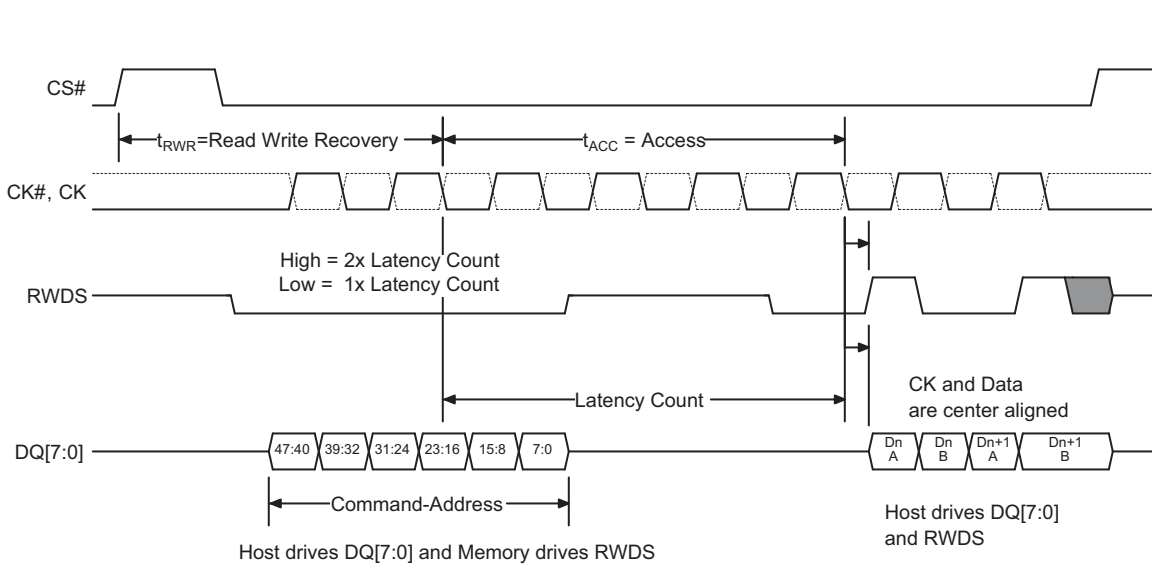 CS#
tRWR=Read Write Recovery
tACC = Access
CK#, CK
High = 2x Latency Count
Low = 1x Latency Count
RWDS
CK and Data
are center aligned
Latency Count
DQ[7:0]
47:40 39:32 31:24 23:16 15:8 7:0
Dn A
Dn B
Dn+1 A
Dn+1 B
Command-Address
Host drives DQ[7:0]
and RWDS
Host drives DQ[7:0] and Memory drives RWDS